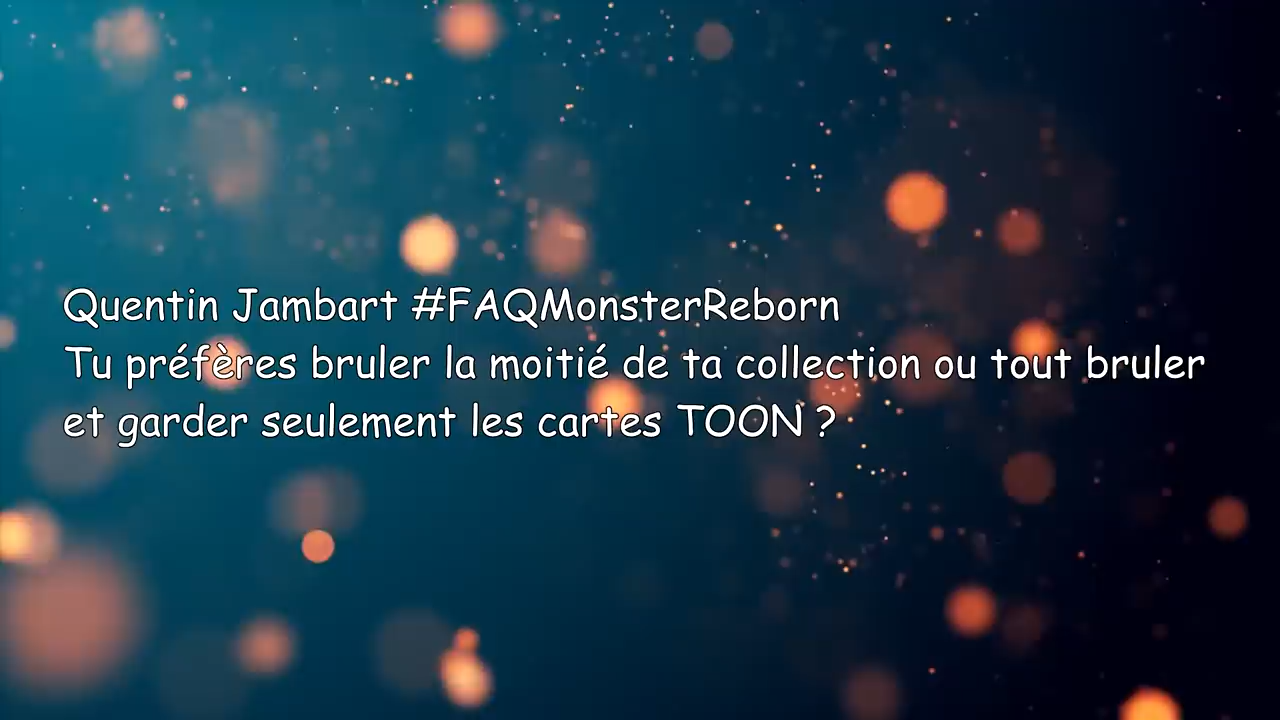 Quentin Jambart #FAQMonsterReborn
Tu préfères bruler la moitié de ta collection ou tout bruler
et garder seulement les cartes TOON ?